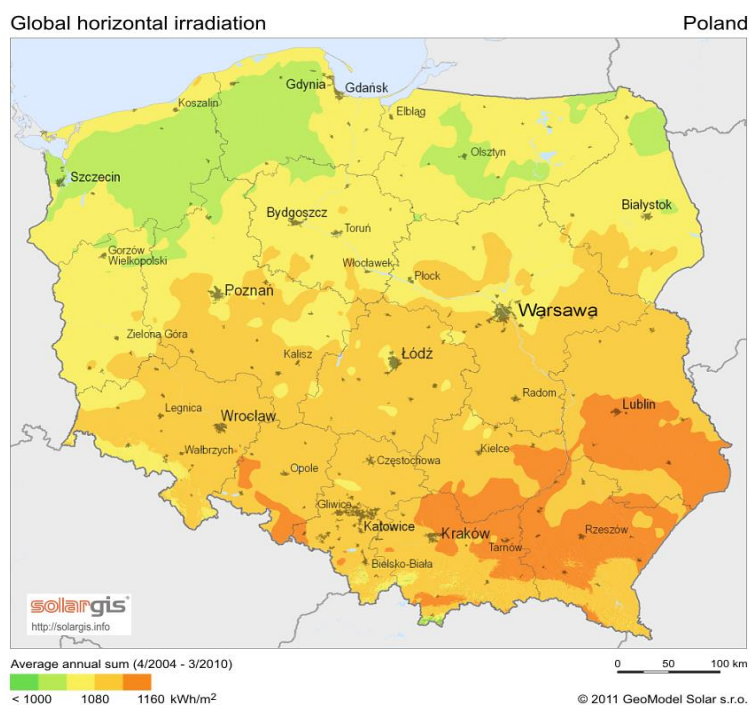 Global horizontal irradiation
Poland
Gdynia
Gdańsk
Koszalin
Elbląg
Olsztyn
Szczecin
Białystok
Bydgoszcz
Toruń
Gorzów
Wielkopolski
Włocławek
Płock
Poznań
Warsawa
Zielona Góra
Kalisz
Łódź
Radom
Lublin
Legnica
Wrocław
Wałbrzych
Opole
Częstochowa
Kielce
Gliwice
Katowice
Kraków
Tarnów
Rzeszów
Bielsko-Biała
solargis®
http://solargis.info
Average annual sum (4/2004 - 3/2010)
0 50 100 km
< 1000 1080 1160 kWh/m²
© 2011 GeoModel Solar s.r.o.